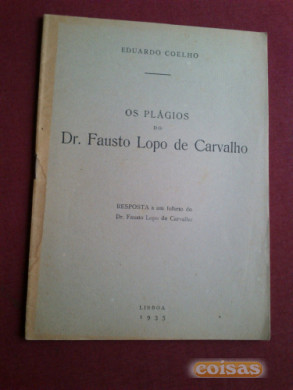 EDUARDO COELHO
OS PLÁGIOS
DO
Dr. Fausto Lopo de Carvalho
RESPOSTA a um folheto do
Dr. Fausto Lopo de Carvalho
LISBOA
1933
coisas